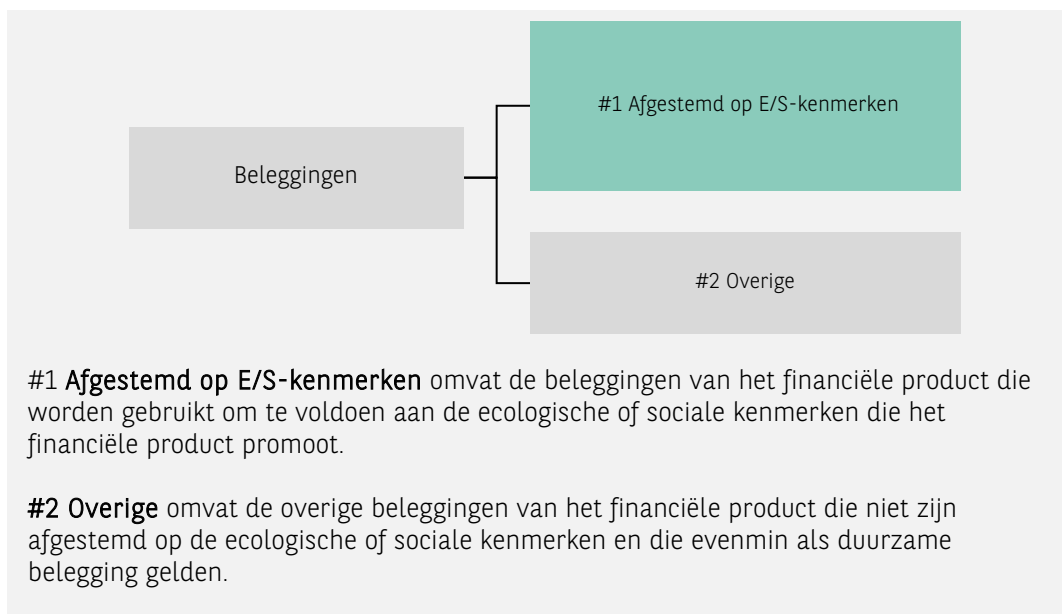 #1 Afgestemd op E/S-kenmerken
Beleggingen
#2 Overige
#1 Afgestemd op E/S-kenmerken omvat de beleggingen van het financiële product die
worden gebruikt om te voldoen aan de ecologische of sociale kenmerken die het
financiële product promoot.
#2 Overige omvat de overige beleggingen van het financiële product die niet zijn
afgestemd op de ecologische of sociale kenmerken en die evenmin als duurzame
belegging gelden.